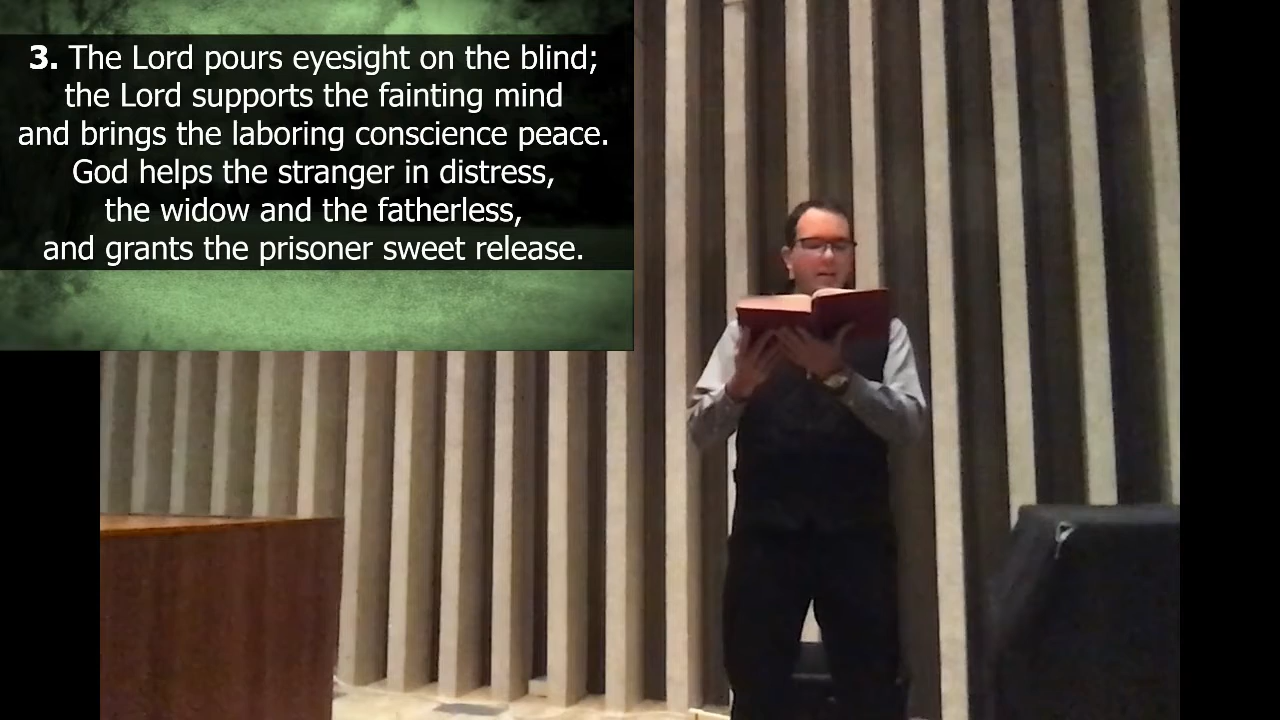 3. The Lord pours eyesight on the blind;
the Lord supports the fainting mind
and brings the laboring conscience peace.
God helps the stranger in distress,
the widow and the fatherless,
and grants the prisoner sweet release.